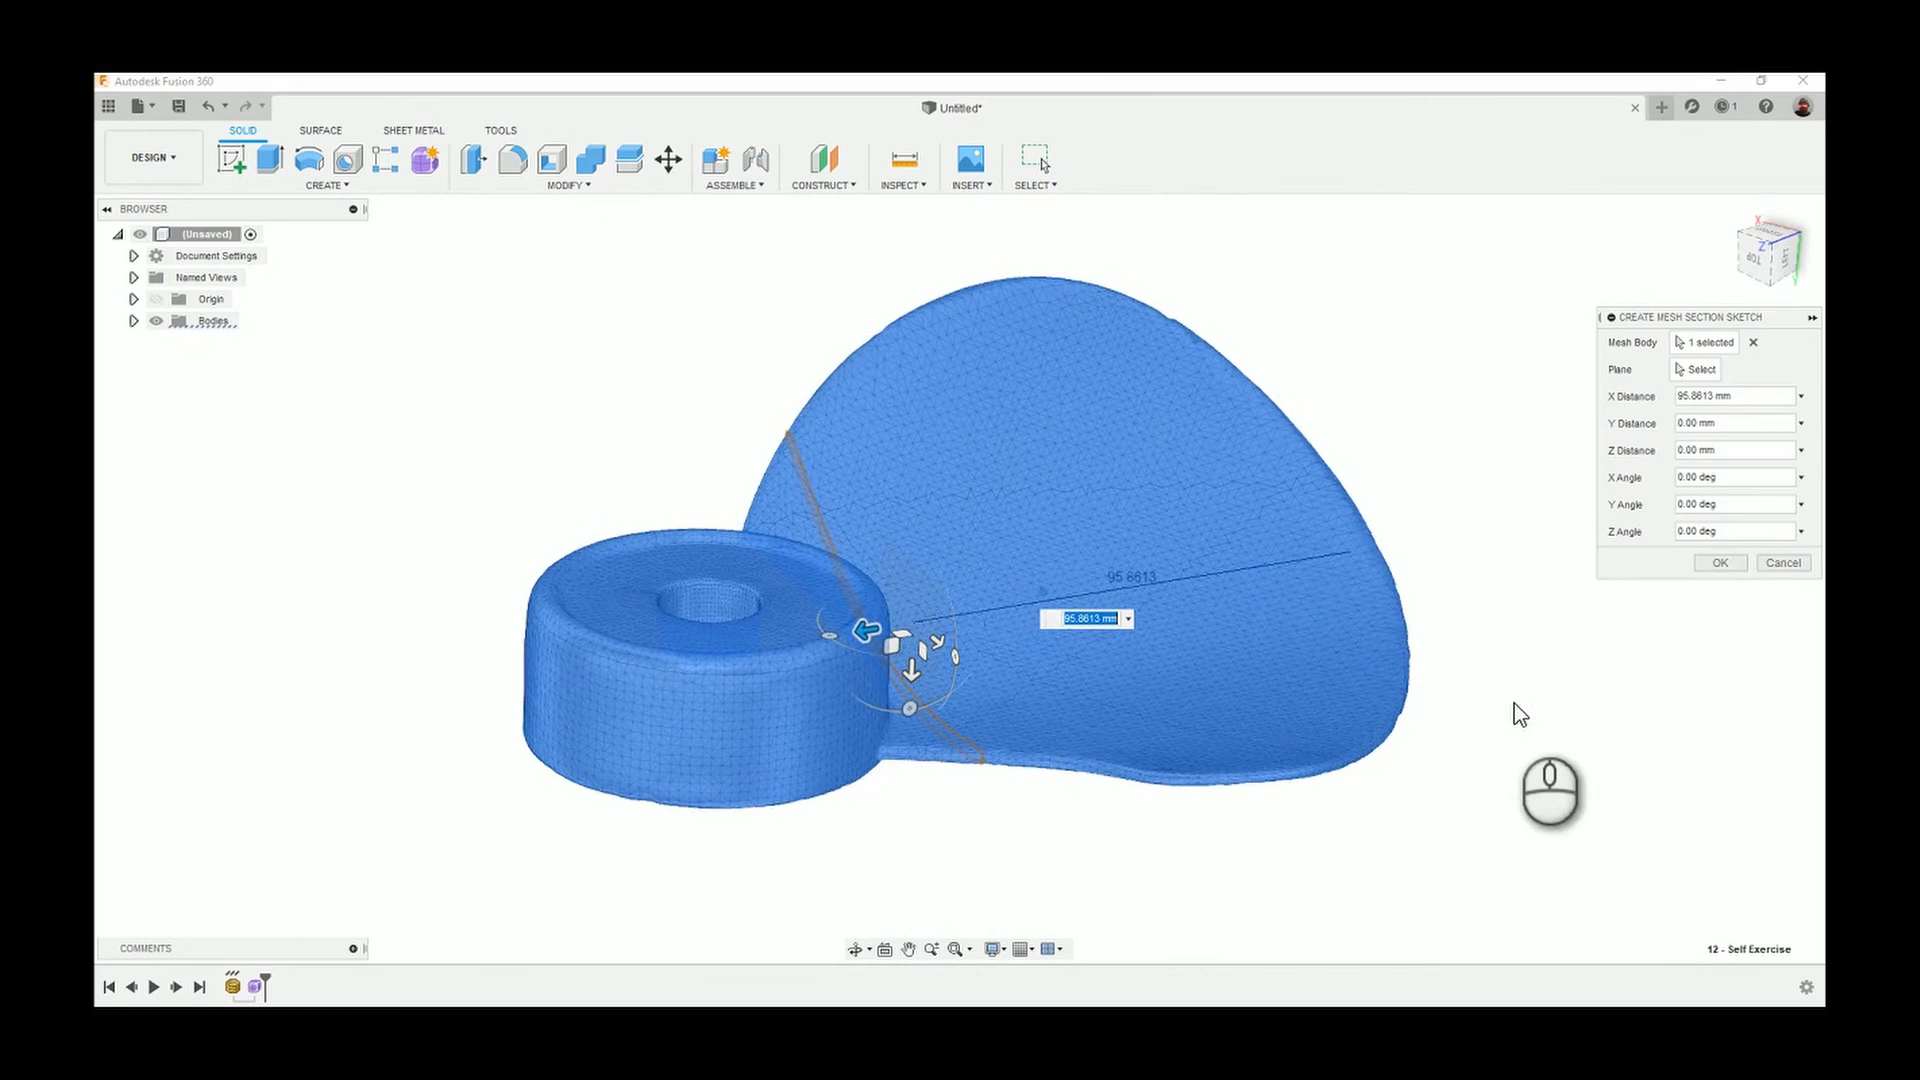 Autodesk Fusion 360
Untitled*
1
SOLID
SURFACE
SHEET METAL
TOOLS
DESIGN
CREATE
MODIFY
ASSEMBLE
CONSTRUCT
INSPECT
INSERT
SELECT
BROWSER
(Unsaved)
Document Settings
Named Views
Origin
Bodies
X
Z
Y
TOP
LEFT
CREATE MESH SECTION SKETCH
Mesh Body 1 selected
Plane Select
X Distance 95.8613 mm
Y Distance 0.00 mm
Z Distance 0.00 mm
X Angle 0.00 deg
Y Angle 0.00 deg
Z Angle 0.00 deg
OK Cancel
95.8613
95.8613 mm
COMMENTS
12 - Self Exercise